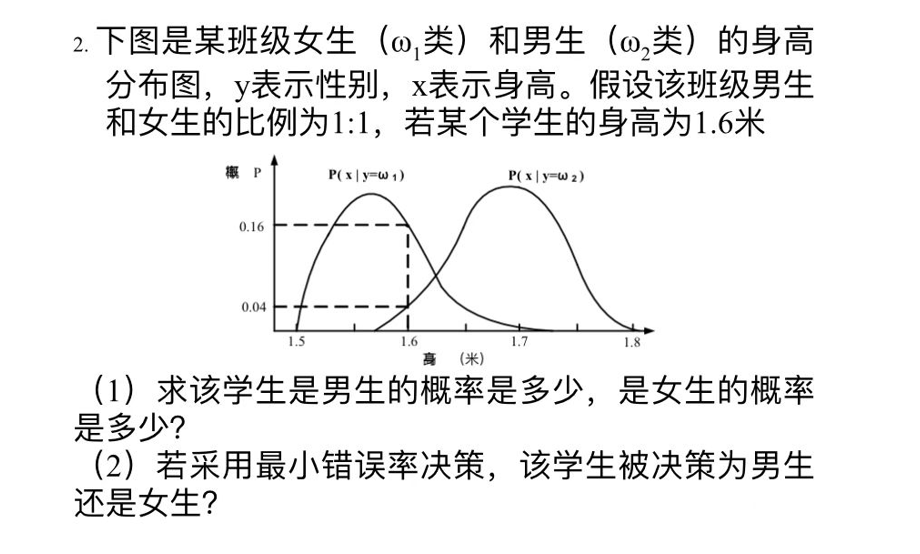 2. 下图是某班级女生（ω₁类）和男生（ω₂类）的身高
分布图，y表示性别，x表示身高。假设该班级男生
和女生的比例为1:1，若某个学生的身高为1.6米
概 P
P( x | y=ω ₁)
P( x | y=ω ₂)
0.16
0.04
1.5
1.6
1.7
1.8
高 （米）
（1）求该学生是男生的概率是多少，是女生的概率
是多少？
（2）若采用最小错误率决策，该学生被决策为男生
还是女生？